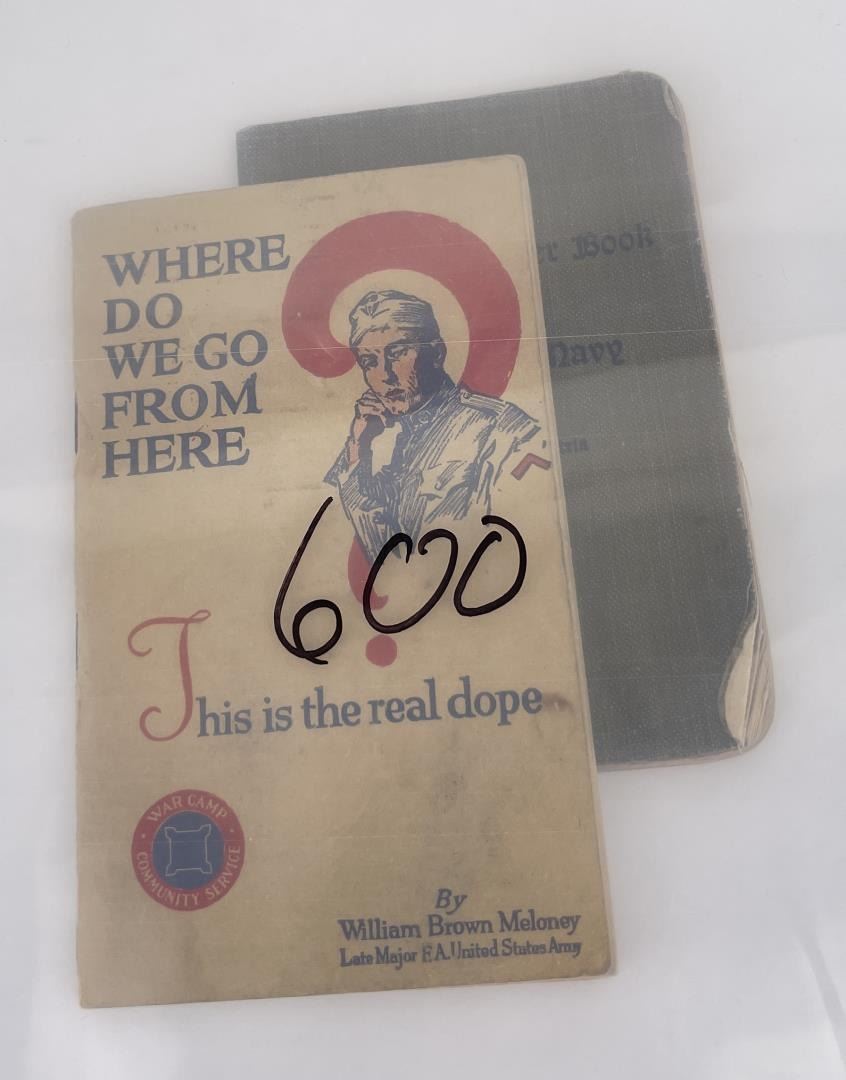 WHERE
DO
WE GO
FROM
HERE
?
600
This is the real dope
WAR CAMP
COMMUNITY SERVICE
By
William Brown Meloney
Late Major F.A. United States Army
Book
Navy